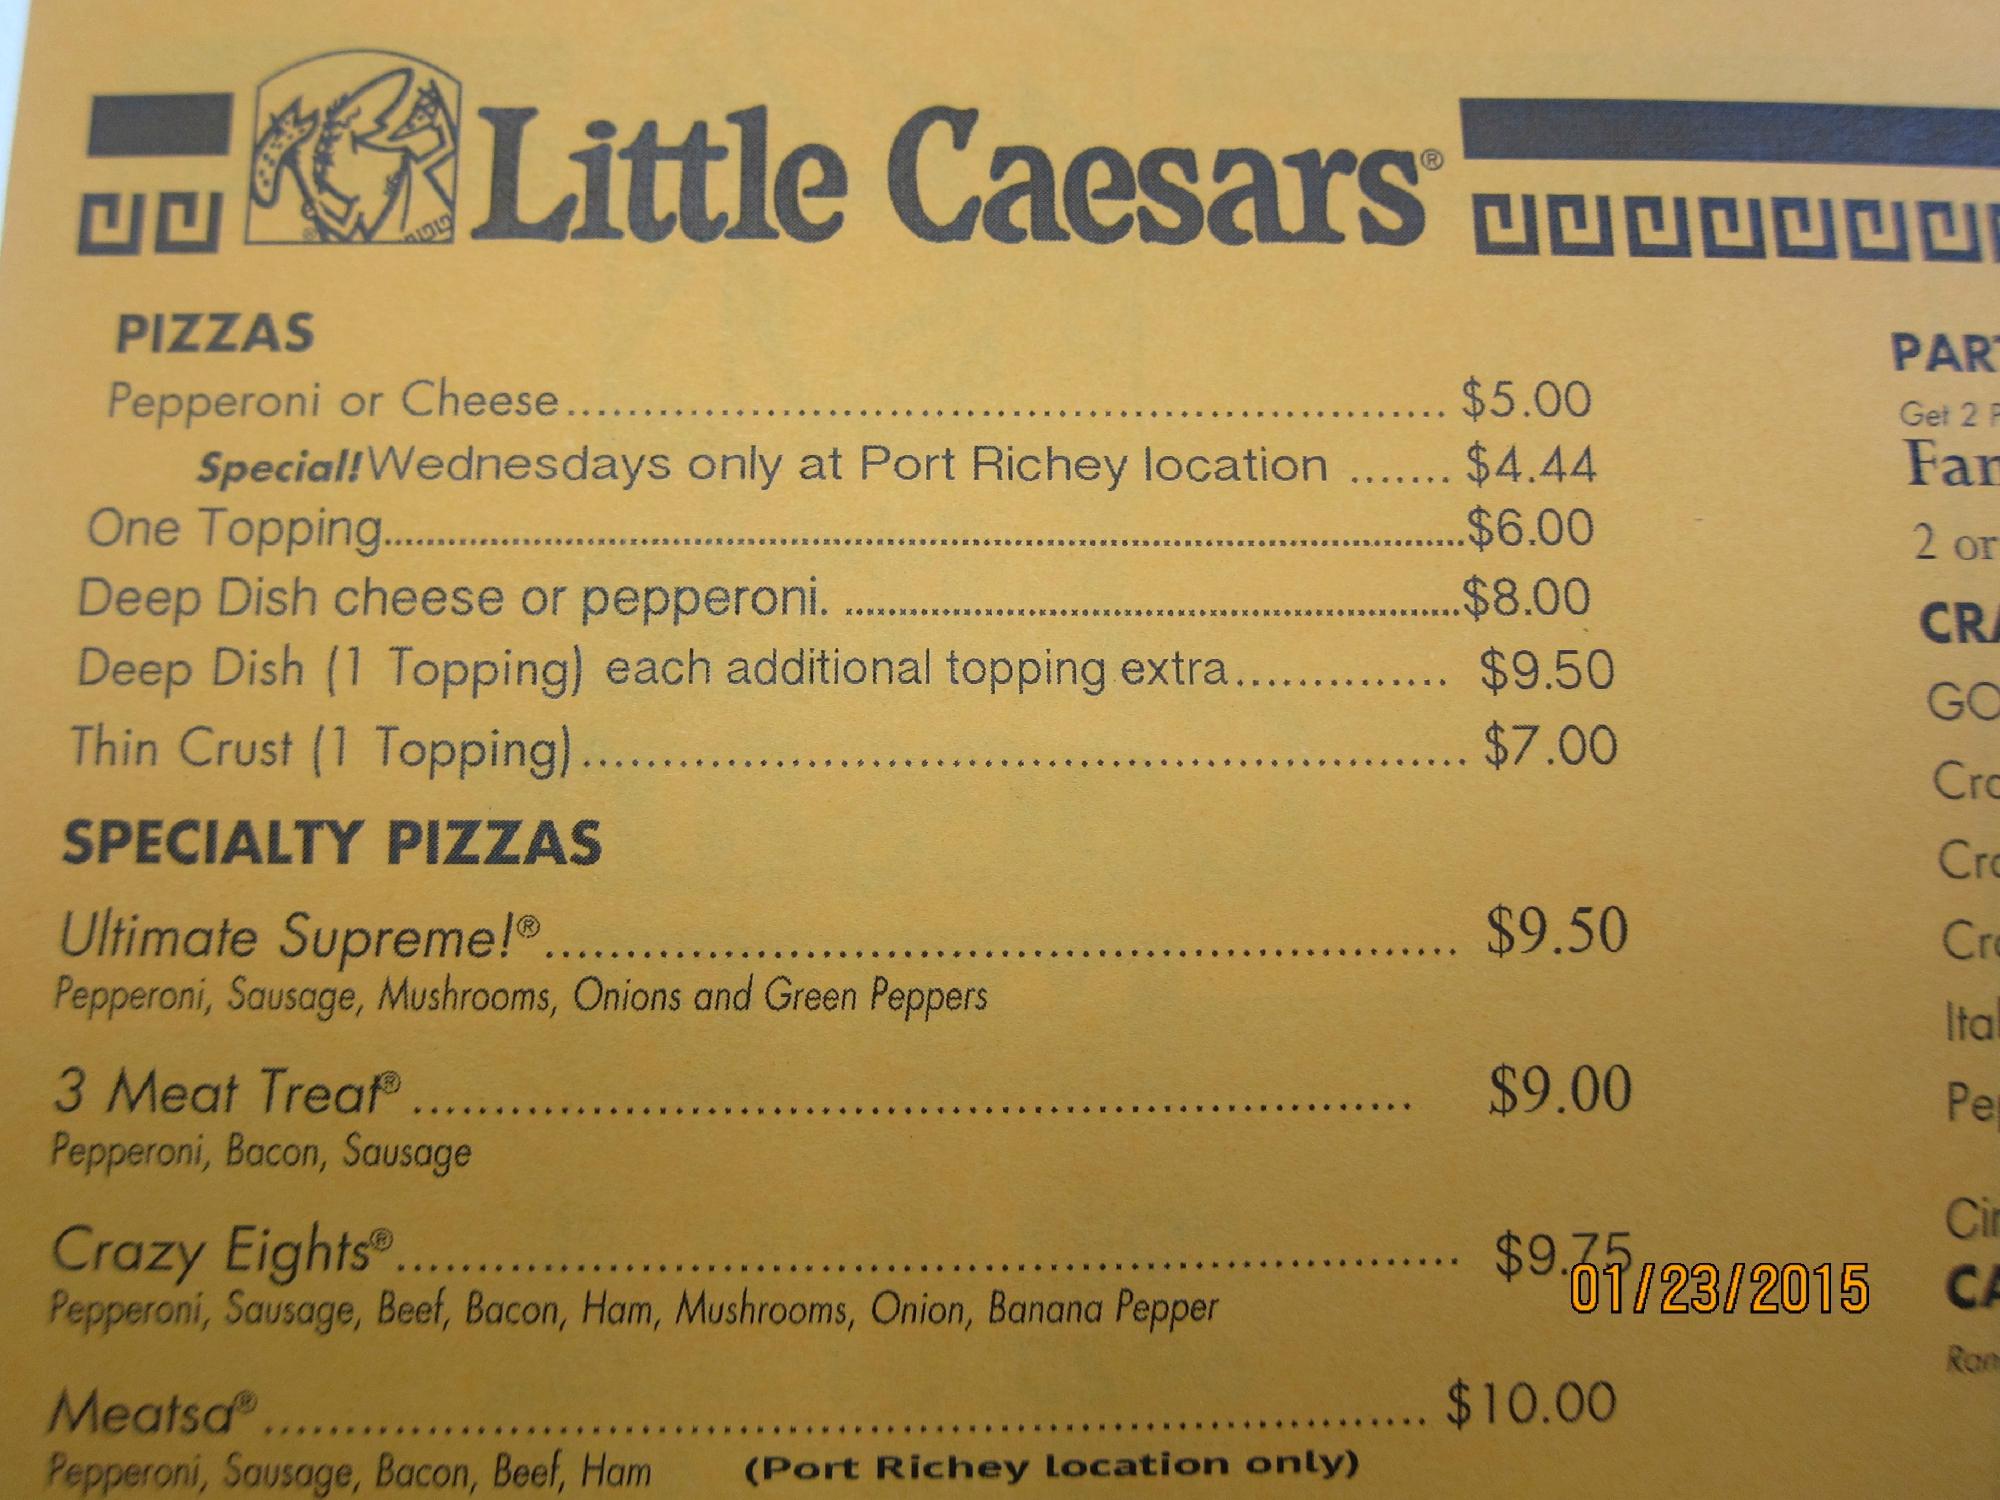 Little Caesars®
PIZZAS
Pepperoni or Cheese............................................................ $5.00
Special! Wednesdays only at Port Richey location ....... $4.44
One Topping............................................................$6.00
Deep Dish cheese or pepperoni. ............................................................$8.00
Deep Dish (1 Topping) each additional topping extra.............. $9.50
Thin Crust (1 Topping)............................................................ $7.00
SPECIALTY PIZZAS
Ultimate Supreme!®............................................................ $9.50
Pepperoni, Sausage, Mushrooms, Onions and Green Peppers
3 Meat Treat® ............................................................ $9.00
Pepperoni, Bacon, Sausage
Crazy Eights®............................................................ $9.75
Pepperoni, Sausage, Beef, Bacon, Ham, Mushrooms, Onion, Banana Pepper
Meatsa®............................................................ $10.00
Pepperoni, Sausage, Bacon, Beef, Ham (Port Richey location only)
Get 2
2 or
01/23/2015